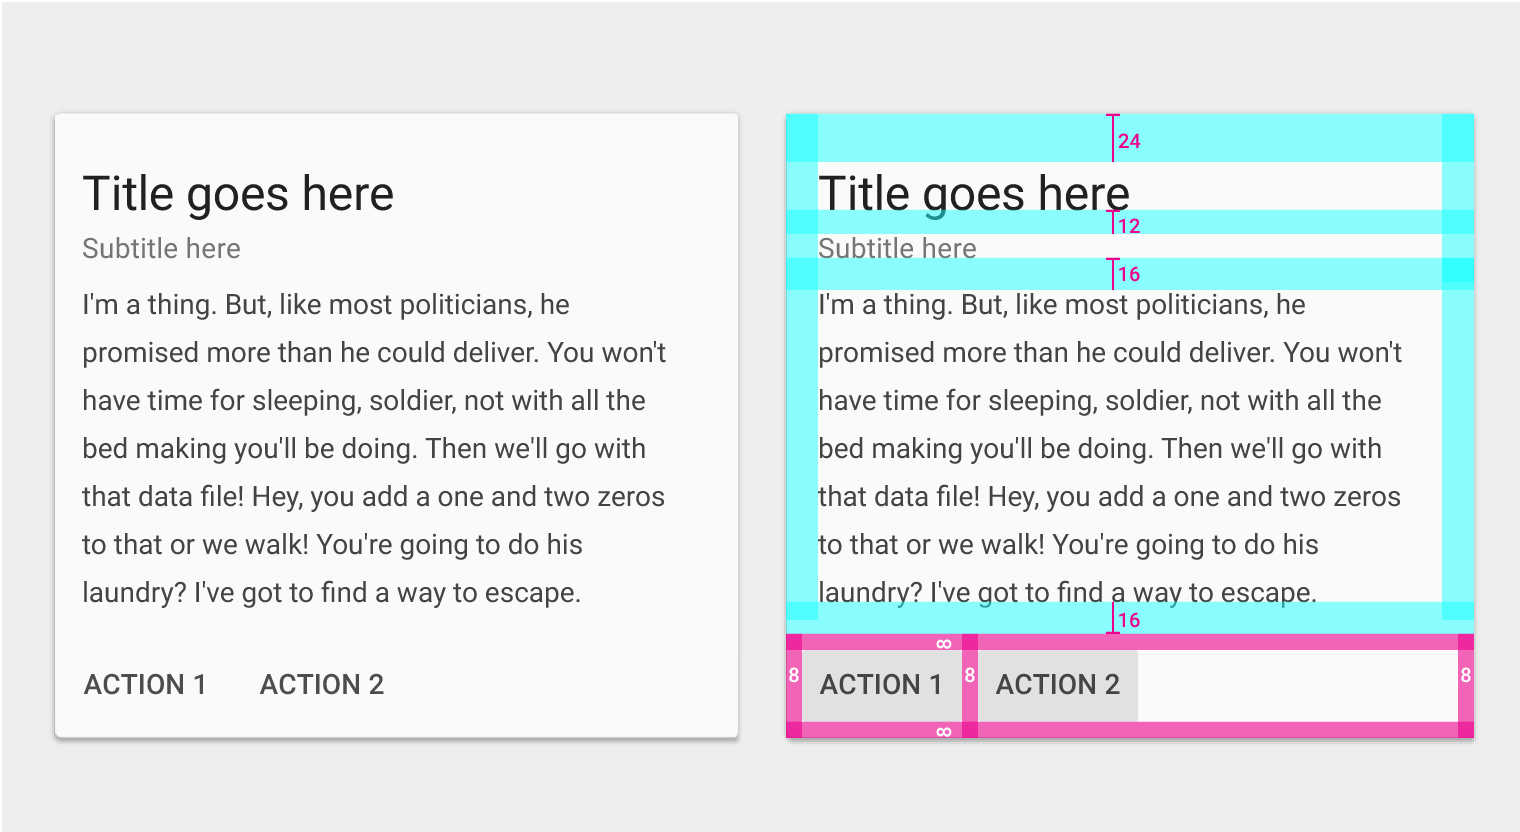 Title goes here
Subtitle here
I'm a thing. But, like most politicians, he
promised more than he could deliver. You won't
have time for sleeping, soldier, not with all the
bed making you'll be doing. Then we'll go with
that data file! Hey, you add a one and two zeros
to that or we walk! You're going to do his
laundry? I've got to find a way to escape.
ACTION 1 ACTION 2
24
Title goes here
12
Subtitle here
16
I'm a thing. But, like most politicians, he
promised more than he could deliver. You won't
have time for sleeping, soldier, not with all the
bed making you'll be doing. Then we'll go with
that data file! Hey, you add a one and two zeros
to that or we walk! You're going to do his
laundry? I've got to find a way to escape.
16
8
8 ACTION 1 8 ACTION 2 8
8